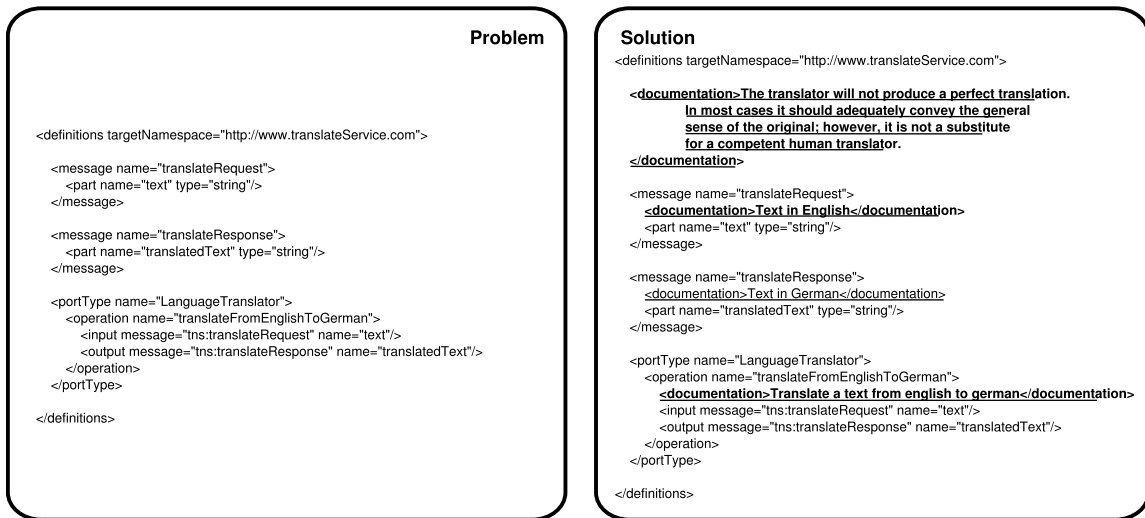 Problem
<definitions targetNamespace="http://www.translateService.com">
<message name="translateRequest">
<part name="text" type="string"/>
</message>
<message name="translateResponse">
<part name="translatedText" type="string"/>
</message>
<portType name="LanguageTranslator">
<operation name="translateFromEnglishToGerman">
<input message="tns:translateRequest" name="text"/>
<output message="tns:translateResponse" name="translatedText"/>
</operation>
</portType>
</definitions>
Solution
<definitions targetNamespace="http://www.translateService.com">
<documentation>The translator will not produce a perfect translation.
In most cases it should adequately convey the general
sense of the original; however, it is not a substitute
for a competent human translator.
</documentation>
<message name="translateRequest">
<documentation>Text in English</documentation>
<part name="text" type="string"/>
</message>
<message name="translateResponse">
<documentation>Text in German</documentation>
<part name="translatedText" type="string"/>
</message>
<portType name="LanguageTranslator">
<operation name="translateFromEnglishToGerman">
<documentation>Translate a text from english to german</documentation>
<input message="tns:translateRequest" name="text"/>
<output message="tns:translateResponse" name="translatedText"/>
</operation>
</portType>
</definitions>